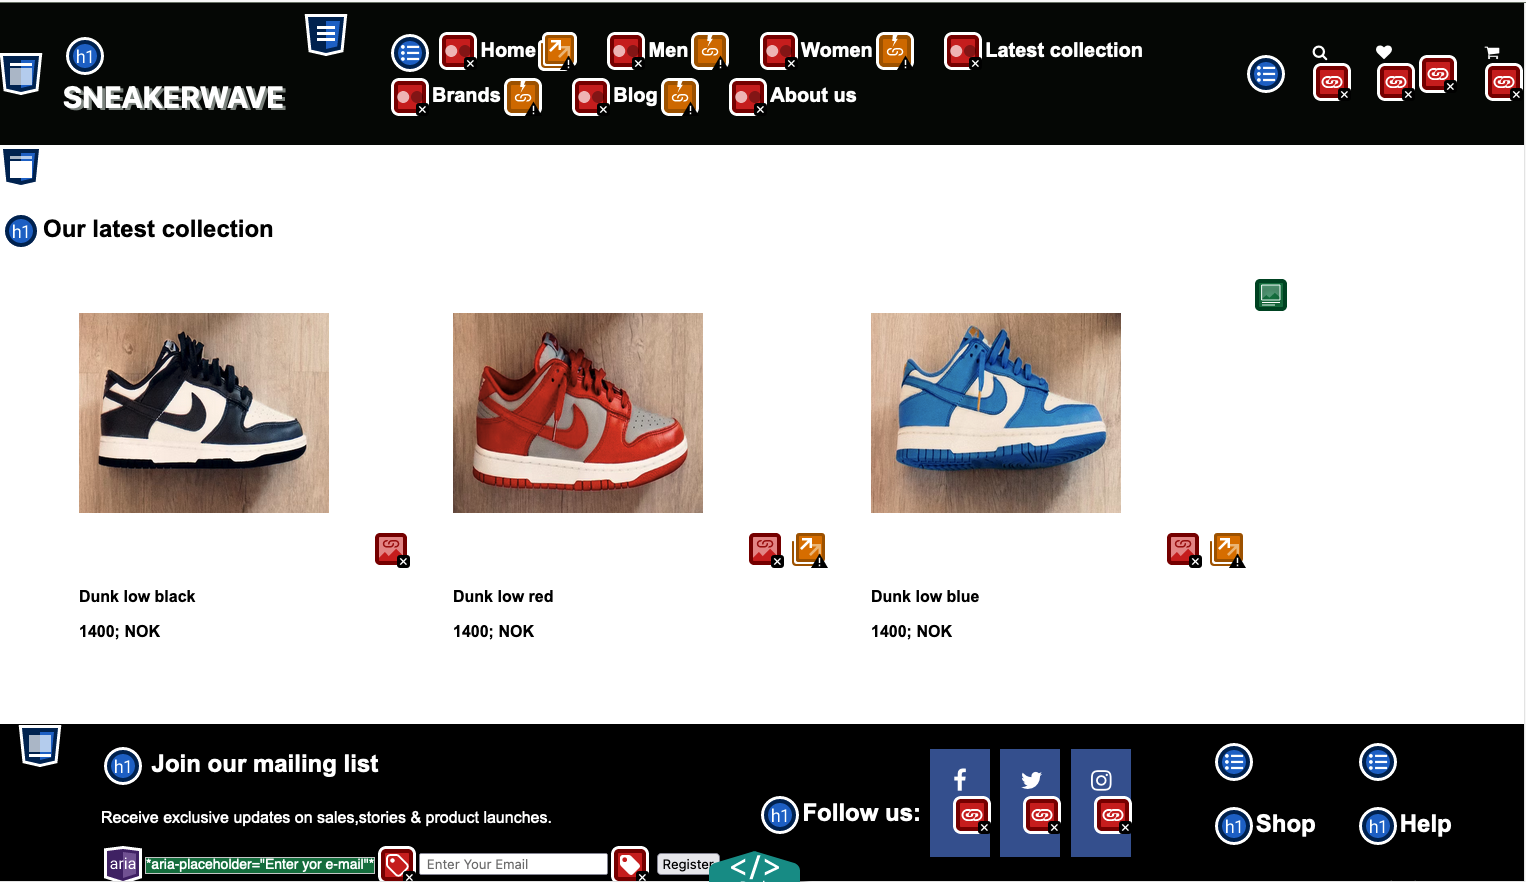 h1
SNEAKERWAVE
Home Men Women Latest collection
Brands Blog About us
h1 Our latest collection
Dunk low black
1400; NOK
Dunk low red
1400; NOK
Dunk low blue
1400; NOK
h1 Join our mailing list
Receive exclusive updates on sales,stories & product launches.
aria *aria-placeholder="Enter yor e-mail"* Enter Your Email Register
</>
h1 Follow us:
h1 Shop
h1 Help